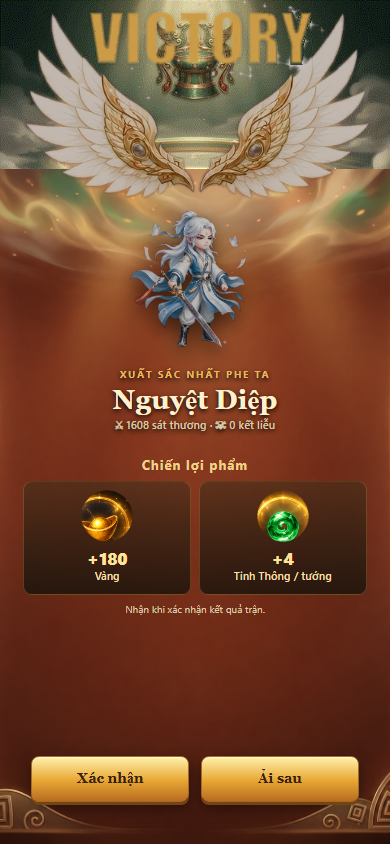 VICTORY
XUẤT SẮC NHẤT PHE TA
Nguyệt Diệp
1608 sát thương · 0 kết liễu
Chiến lợi phẩm
+180
Vàng
+4
Tinh Thông / tướng
Nhận khi xác nhận kết quả trận.
Xác nhận
Ải sau